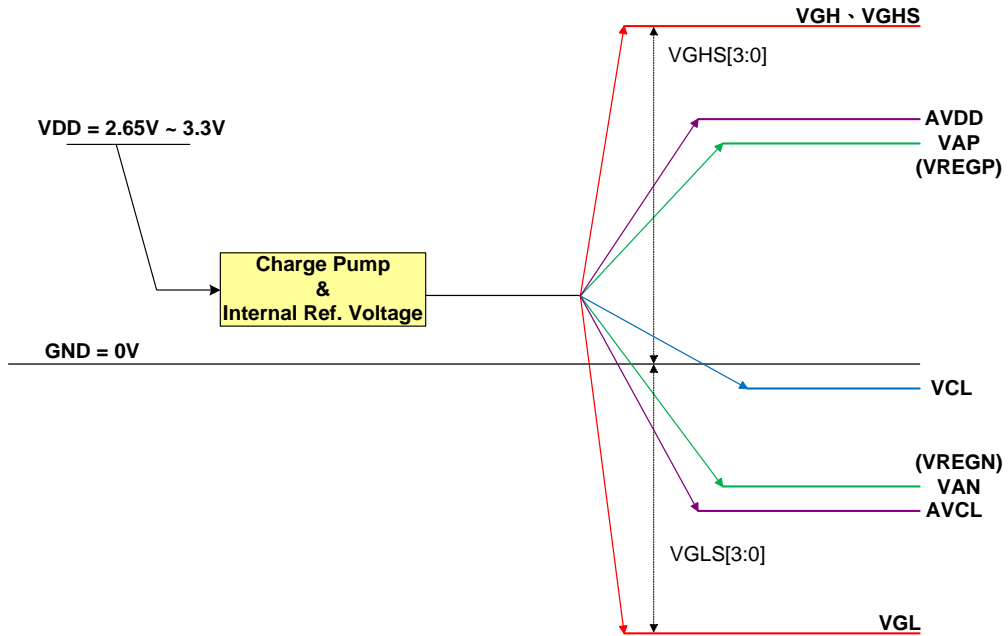 VGH、VGHS
VGHS[3:0]
VDD = 2.65V ~ 3.3V
AVDD
VAP
(VREGP)
Charge Pump
&
Internal Ref. Voltage
GND = 0V
VCL
(VREGN)
VAN
AVCL
VGLS[3:0]
VGL